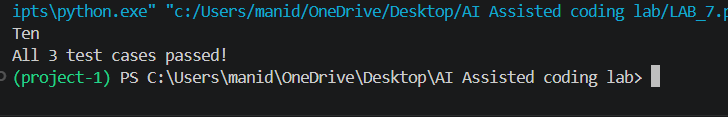 ipts\python.exe" "c:/Users/manid/OneDrive/Desktop/AI Assisted coding lab/LAB_7.p
Ten
All 3 test cases passed!
(project-1) PS C:\Users\manid\OneDrive\Desktop\AI Assisted coding lab>